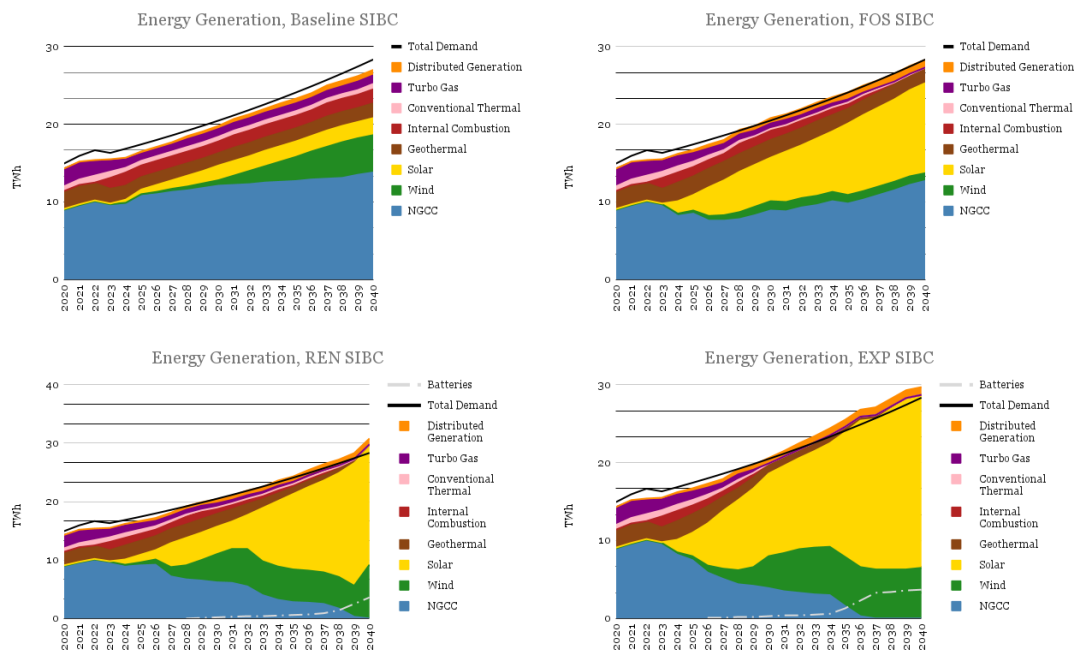 Energy Generation, Baseline SIBC
30
20
10
0
TWh
2020 2021 2022 2023 2024 2025 2026 2027 2028 2029 2030 2031 2032 2033 2034 2035 2036 2037 2038 2039 2040
Total Demand
Distributed Generation
Turbo Gas
Conventional Thermal
Internal Combustion
Geothermal
Solar
Wind
NGCC
Energy Generation, FOS SIBC
30
20
10
0
TWh
2020 2021 2022 2023 2024 2025 2026 2027 2028 2029 2030 2031 2032 2033 2034 2035 2036 2037 2038 2039 2040
Total Demand
Distributed Generation
Turbo Gas
Conventional Thermal
Internal Combustion
Geothermal
Solar
Wind
NGCC
Energy Generation, REN SIBC
40
30
20
10
0
TWh
2020 2021 2022 2023 2024 2025 2026 2027 2028 2029 2030 2031 2032 2033 2034 2035 2036 2037 2038 2039 2040
Batteries
Total Demand
Distributed
Generation
Turbo Gas
Conventional
Thermal
Internal
Combustion
Geothermal
Solar
Wind
NGCC
Energy Generation, EXP SIBC
30
20
10
0
TWh
2020 2021 2022 2023 2024 2025 2026 2027 2028 2029 2030 2031 2032 2033 2034 2035 2036 2037 2038 2039 2040
Batteries
Total Demand
Distributed
Generation
Turbo Gas
Conventional
Thermal
Internal
Combustion
Geothermal
Solar
Wind
NGCC